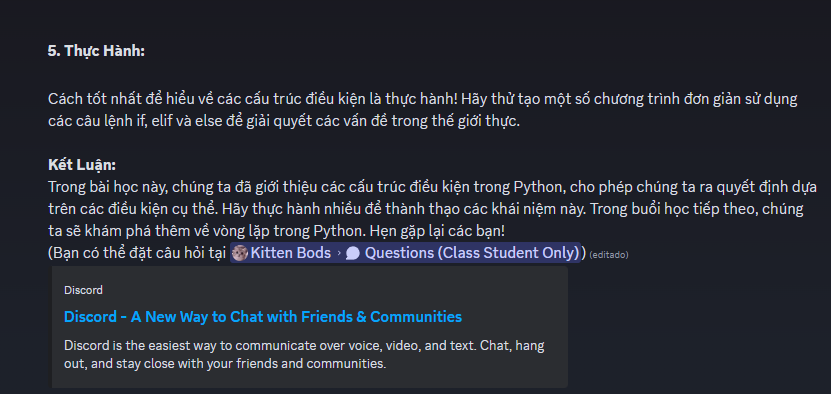 5. Thực Hành:
Cách tốt nhất để hiểu về các cấu trúc điều kiện là thực hành! Hãy thử tạo một số chương trình đơn giản sử dụng
các câu lệnh if, elif và else để giải quyết các vấn đề trong thế giới thực.
Kết Luận:
Trong bài học này, chúng ta đã giới thiệu các cấu trúc điều kiện trong Python, cho phép chúng ta ra quyết định dựa
trên các điều kiện cụ thể. Hãy thực hành nhiều để thành thạo các khái niệm này. Trong buổi học tiếp theo, chúng
ta sẽ khám phá thêm về vòng lặp trong Python. Hẹn gặp lại các bạn!
(Bạn có thể đặt câu hỏi tại Kitten Bods › Questions (Class Student Only)) (editado)
Discord
Discord - A New Way to Chat with Friends & Communities
Discord is the easiest way to communicate over voice, video, and text. Chat, hang
out, and stay close with your friends and communities.